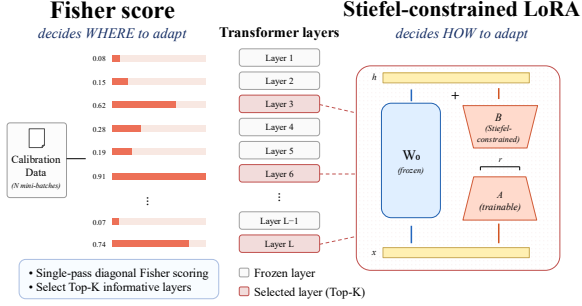 Fisher score
decides WHERE to adapt
0.08
0.15
0.62
0.28
0.19
0.91
⋮
0.07
0.74
Calibration
Data
(N mini-batches)
• Single-pass diagonal Fisher scoring
• Select Top-K informative layers
Transformer layers
Layer 1
Layer 2
Layer 3
Layer 4
Layer 5
Layer 6
⋮
Layer L−1
Layer L
Frozen layer
Selected layer (Top-K)
Stiefel-constrained LoRA
decides HOW to adapt
h
+
W₀
(frozen)
B
(Stiefel-
constrained)
r
A
(trainable)
x